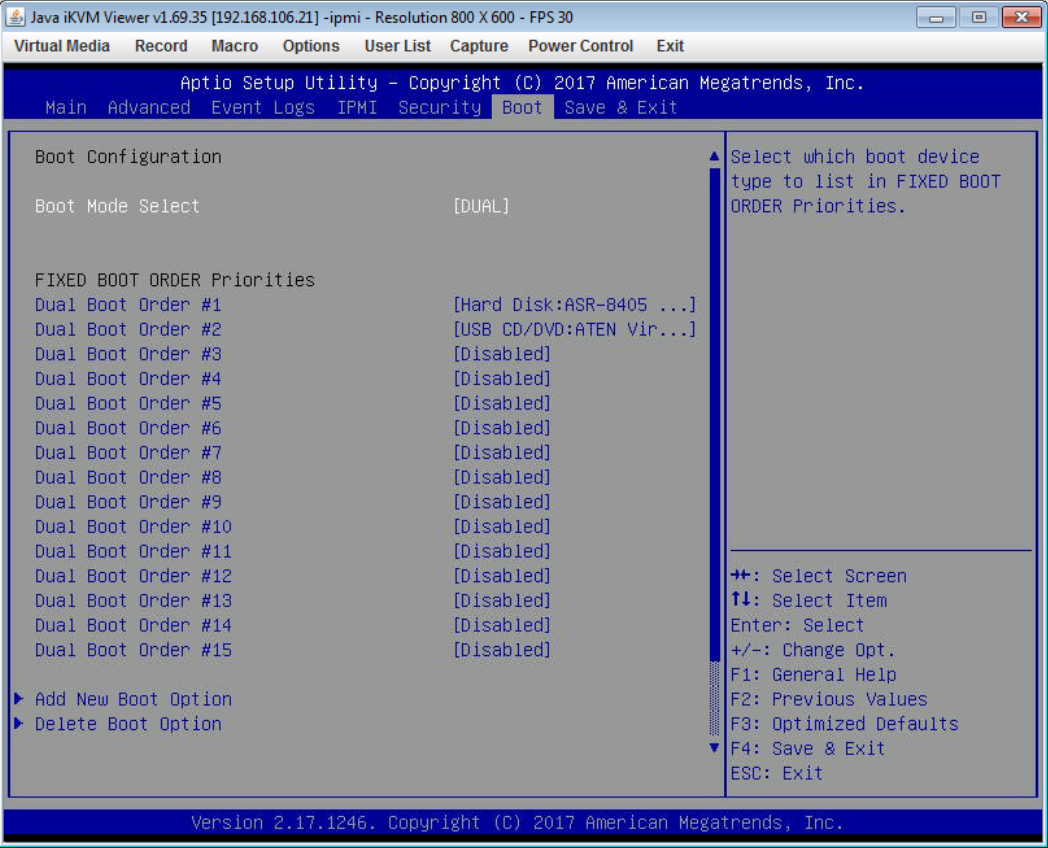 Java iKVM Viewer v1.69.35 [192.168.106.21] -ipmi - Resolution 800 X 600 - FPS 30
Virtual Media Record Macro Options User List Capture Power Control Exit
Aptio Setup Utility – Copyright (C) 2017 American Megatrends, Inc.
Main Advanced Event Logs IPMI Security Boot Save & Exit
Boot Configuration
Boot Mode Select [DUAL]
FIXED BOOT ORDER Priorities
Dual Boot Order #1 [Hard Disk:ASR-8405 ...]
Dual Boot Order #2 [USB CD/DVD:ATEN Vir...]
Dual Boot Order #3 [Disabled]
Dual Boot Order #4 [Disabled]
Dual Boot Order #5 [Disabled]
Dual Boot Order #6 [Disabled]
Dual Boot Order #7 [Disabled]
Dual Boot Order #8 [Disabled]
Dual Boot Order #9 [Disabled]
Dual Boot Order #10 [Disabled]
Dual Boot Order #11 [Disabled]
Dual Boot Order #12 [Disabled]
Dual Boot Order #13 [Disabled]
Dual Boot Order #14 [Disabled]
Dual Boot Order #15 [Disabled]
Add New Boot Option
Delete Boot Option
Select which boot device
type to list in FIXED BOOT
ORDER Priorities.
→←: Select Screen
↑↓: Select Item
Enter: Select
+/-: Change Opt.
F1: General Help
F2: Previous Values
F3: Optimized Defaults
F4: Save & Exit
ESC: Exit
Version 2.17.1246. Copyright (C) 2017 American Megatrends, Inc.